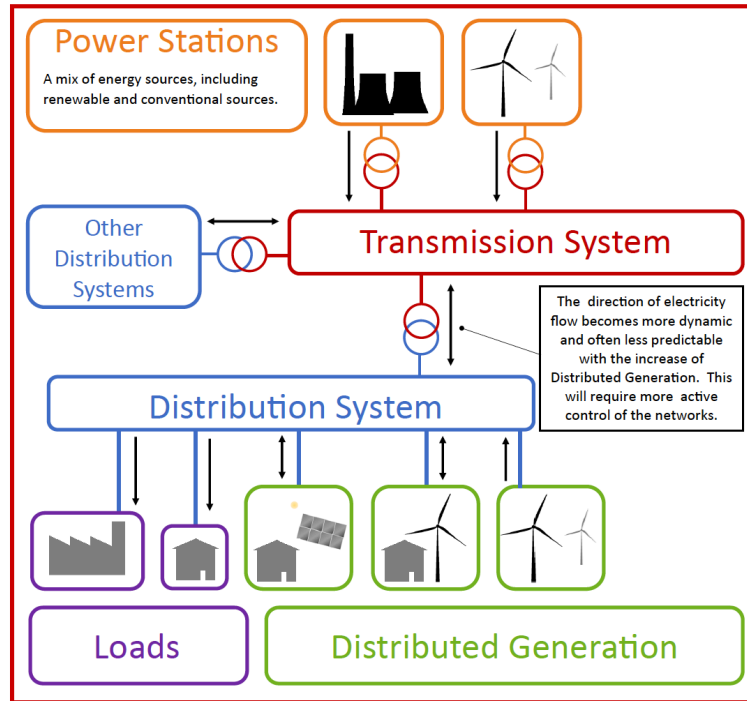 Power Stations
A mix of energy sources, including
renewable and conventional sources.
Other
Distribution
Systems
Transmission System
The direction of electricity
flow becomes more dynamic
and often less predictable
with the increase of
Distributed Generation. This
will require more active
control of the networks.
Distribution System
Loads
Distributed Generation